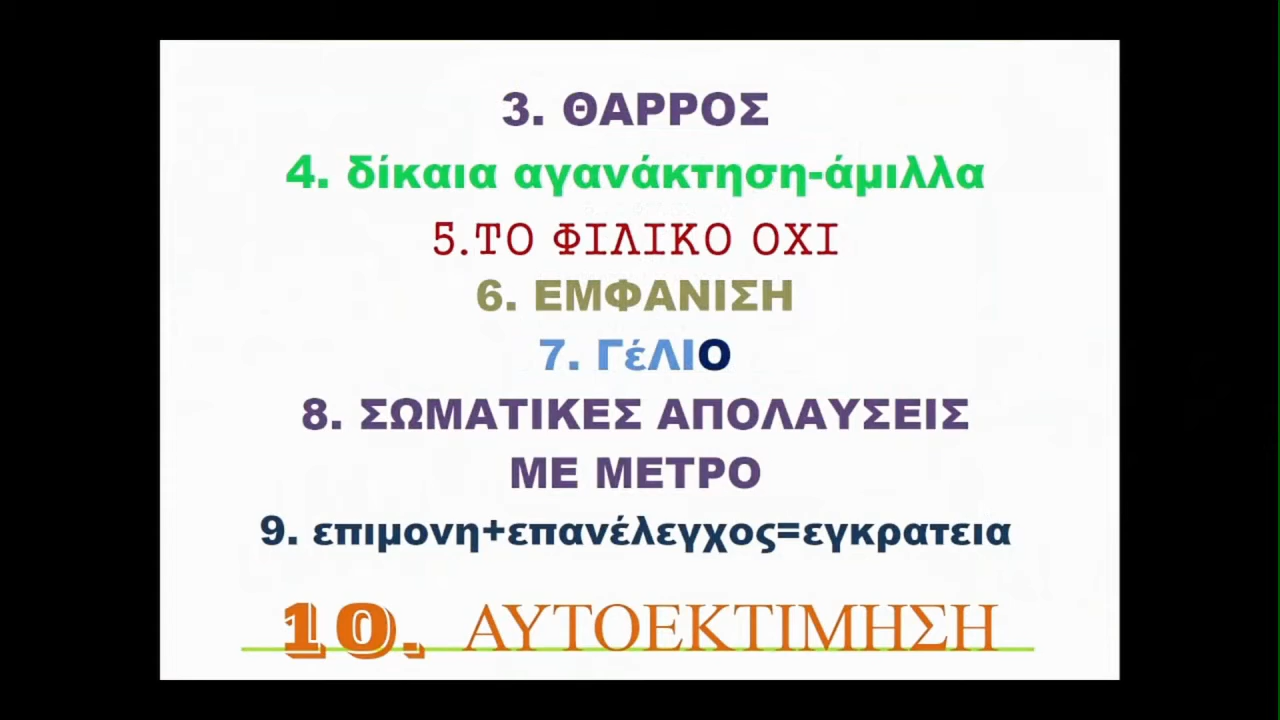 3. ΘΑΡΡΟΣ
4. δίκαια αγανάκτηση-άμιλλα
5.ΤΟ ΦΙΛΙΚΟ ΟΧΙ
6. ΕΜΦΑΝΙΣΗ
7. ΓέΛΙΟ
8. ΣΩΜΑΤΙΚΕΣ ΑΠΟΛΑΥΣΕΙΣ
ΜΕ ΜΕΤΡΟ
9. επιμονη+επανέλεγχος=εγκρατεια
10. ΑΥΤΟΕΚΤΙΜΗΣΗ